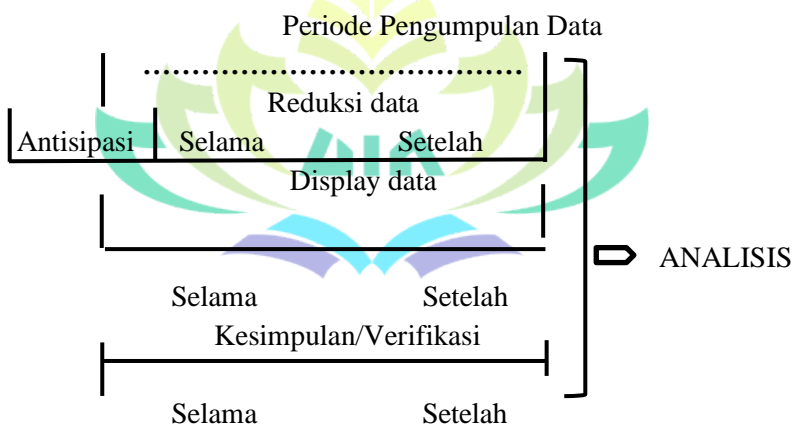 Periode Pengumpulan Data
Reduksi data
Antisipasi Selama Setelah
Display data
ANALISIS
Selama Setelah
Kesimpulan/Verifikasi
Selama Setelah